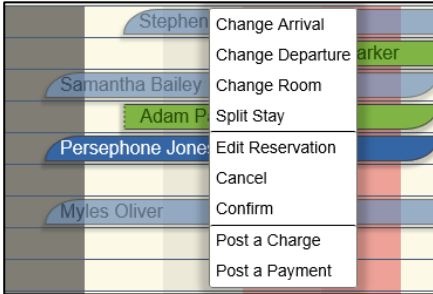 Stephen
Change Arrival
Change Departure
arker
Samantha Bailey
Change Room
Adam P
Split Stay
Persephone Jones
Edit Reservation
Cancel
Myles Oliver
Confirm
Post a Charge
Post a Payment